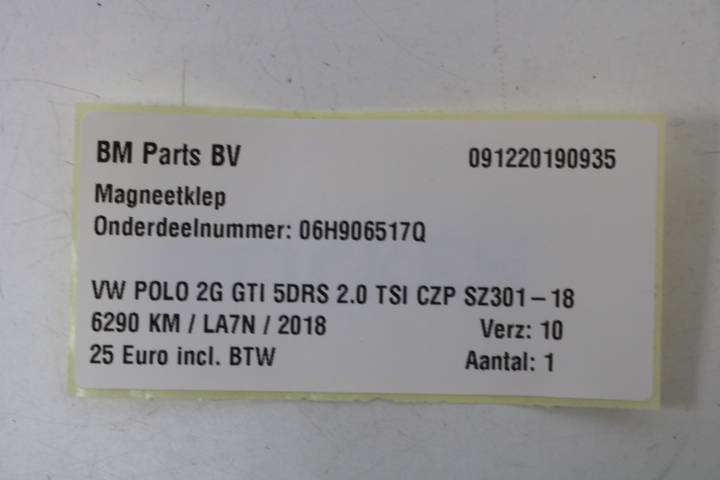 BM Parts BV 091220190935
Magneetklep
Onderdeelnummer: 06H906517Q
VW POLO 2G GTI 5DRS 2.0 TSI CZP SZ301-18
6290 KM / LA7N / 2018 Verz: 10
25 Euro incl. BTW Aantal: 1